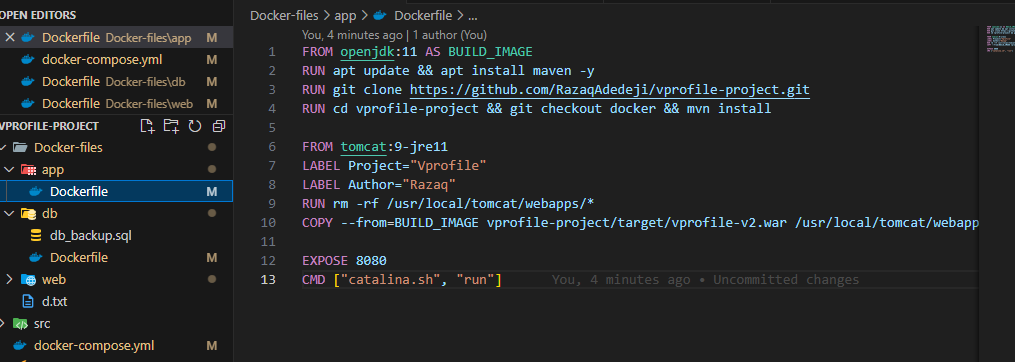 OPEN EDITORS
Dockerfile Docker-files\app M
docker-compose.yml M
Dockerfile Docker-files\db M
Dockerfile Docker-files\web M
VPROFILE-PROJECT
Docker-files
app
Dockerfile M
db
db_backup.sql
Dockerfile M
web
d.txt
src
docker-compose.yml M
Docker-files > app > Dockerfile > ...
You, 4 minutes ago | 1 author (You)
1 FROM openjdk:11 AS BUILD_IMAGE
2 RUN apt update && apt install maven -y
3 RUN git clone https://github.com/RazaqAdedeji/vprofile-project.git
4 RUN cd vprofile-project && git checkout docker && mvn install
5
6 FROM tomcat:9-jre11
7 LABEL Project="Vprofile"
8 LABEL Author="Razaq"
9 RUN rm -rf /usr/local/tomcat/webapps/*
10 COPY --from=BUILD_IMAGE vprofile-project/target/vprofile-v2.war /usr/local/tomcat/webapp
11
12 EXPOSE 8080
13 CMD ["catalina.sh", "run"] You, 4 minutes ago • Uncommitted changes